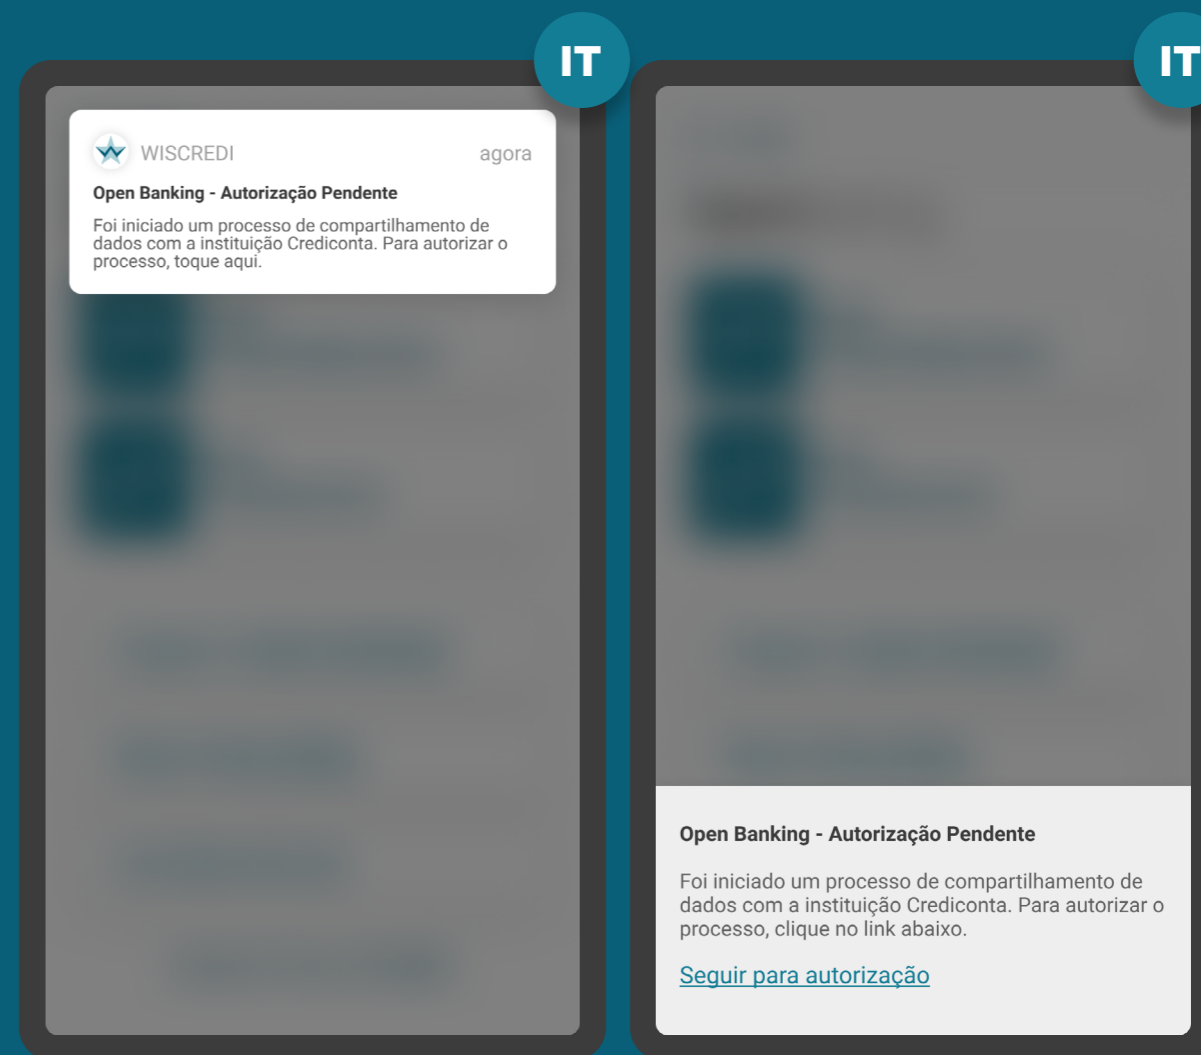 IT
WISCREDI
agora
Open Banking - Autorização Pendente
Foi iniciado um processo de compartilhamento de
dados com a instituição Crediconta. Para autorizar o
processo, toque aqui.
IT
Open Banking - Autorização Pendente
Foi iniciado um processo de compartilhamento de
dados com a instituição Crediconta. Para autorizar o
processo, clique no link abaixo.
Seguir para autorização